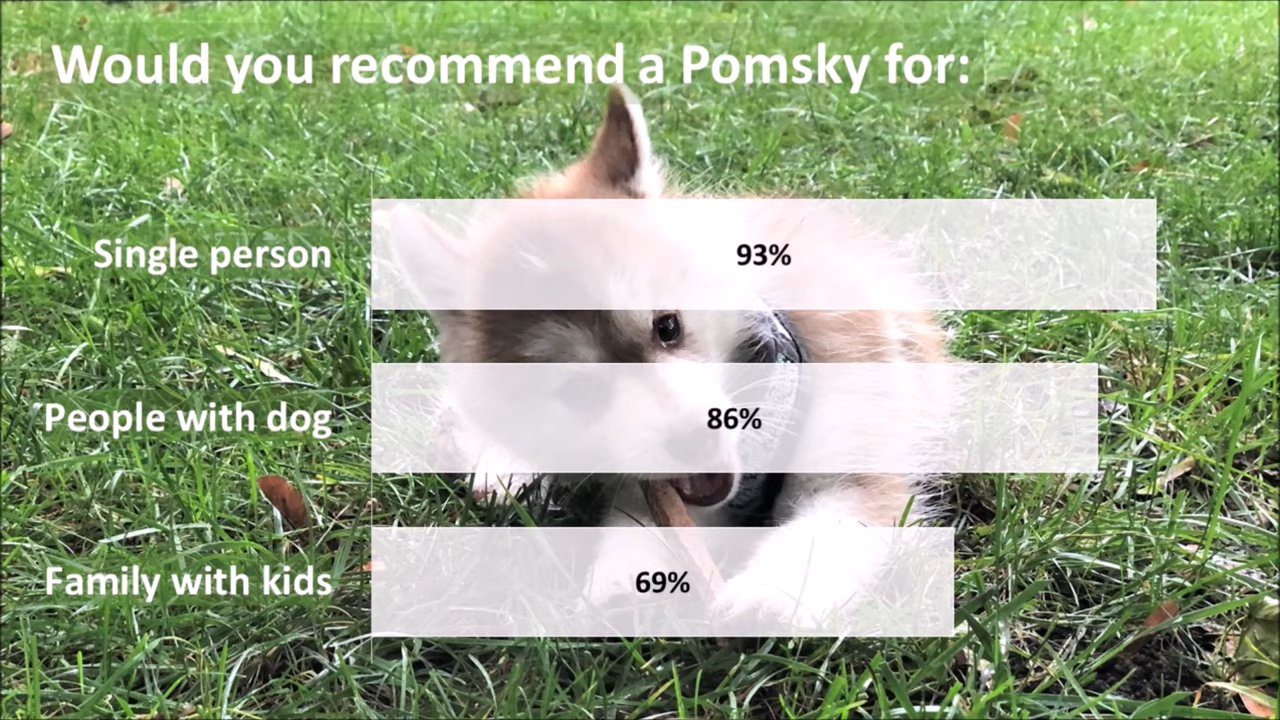 Would you recommend a Pomsky for:
Single person
93%
People with dog
86%
Family with kids
69%